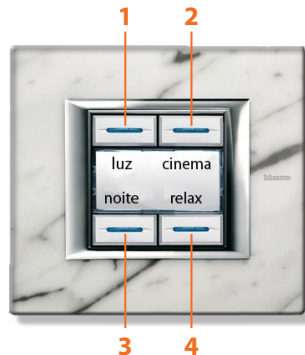 1 2
luz cinema
bticino
noite relax
3 4